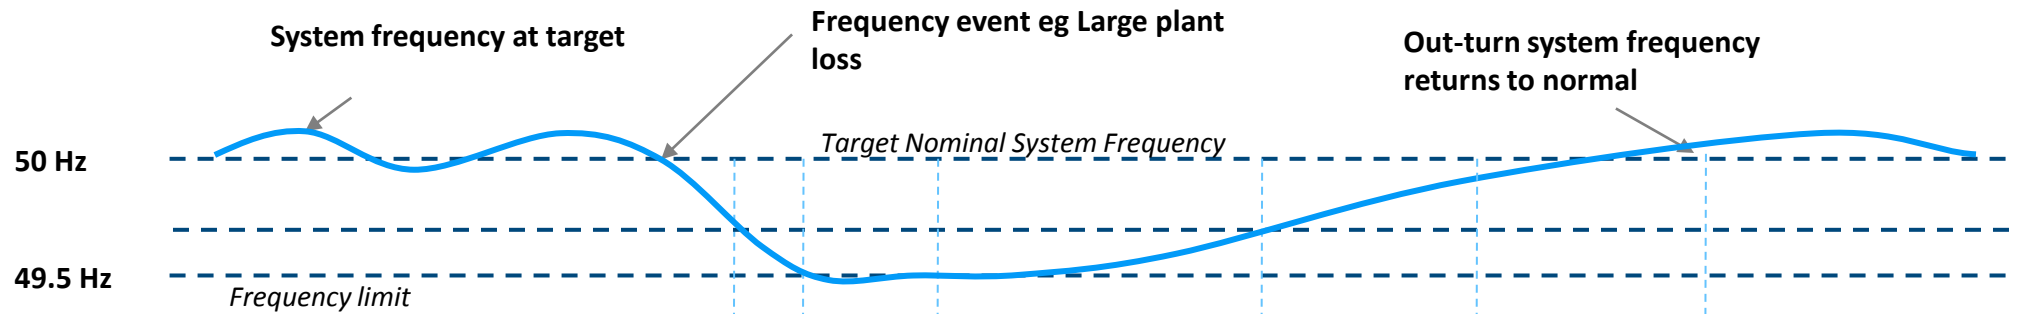 System frequency at target
Frequency event eg Large plant
loss
Out-turn system frequency
returns to normal
Target Nominal System Frequency
50 Hz
49.5 Hz
Frequency limit